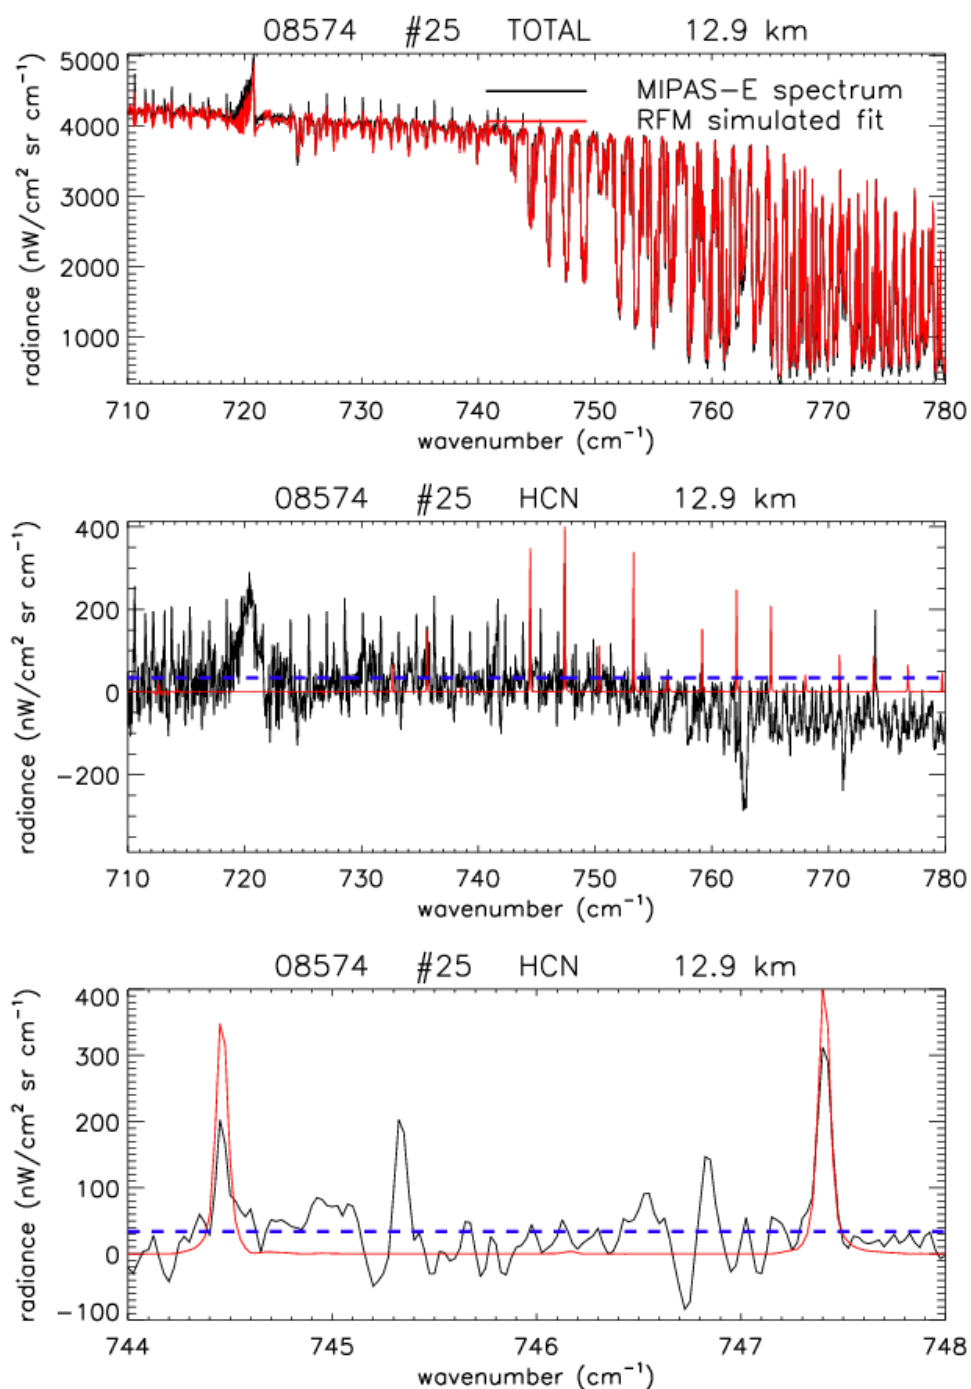 08574 #25 TOTAL 12.9 km
radiance (nW/cm² sr cm⁻¹)
5000
4000
3000
2000
1000
MIPAS-E spectrum
RFM simulated fit
710 720 730 740 750 760 770 780
wavenumber (cm⁻¹)
08574 #25 HCN 12.9 km
radiance (nW/cm² sr cm⁻¹)
400
200
0
-200
710 720 730 740 750 760 770 780
wavenumber (cm⁻¹)
08574 #25 HCN 12.9 km
radiance (nW/cm² sr cm⁻¹)
400
300
200
100
0
-100
744 745 746 747 748
wavenumber (cm⁻¹)